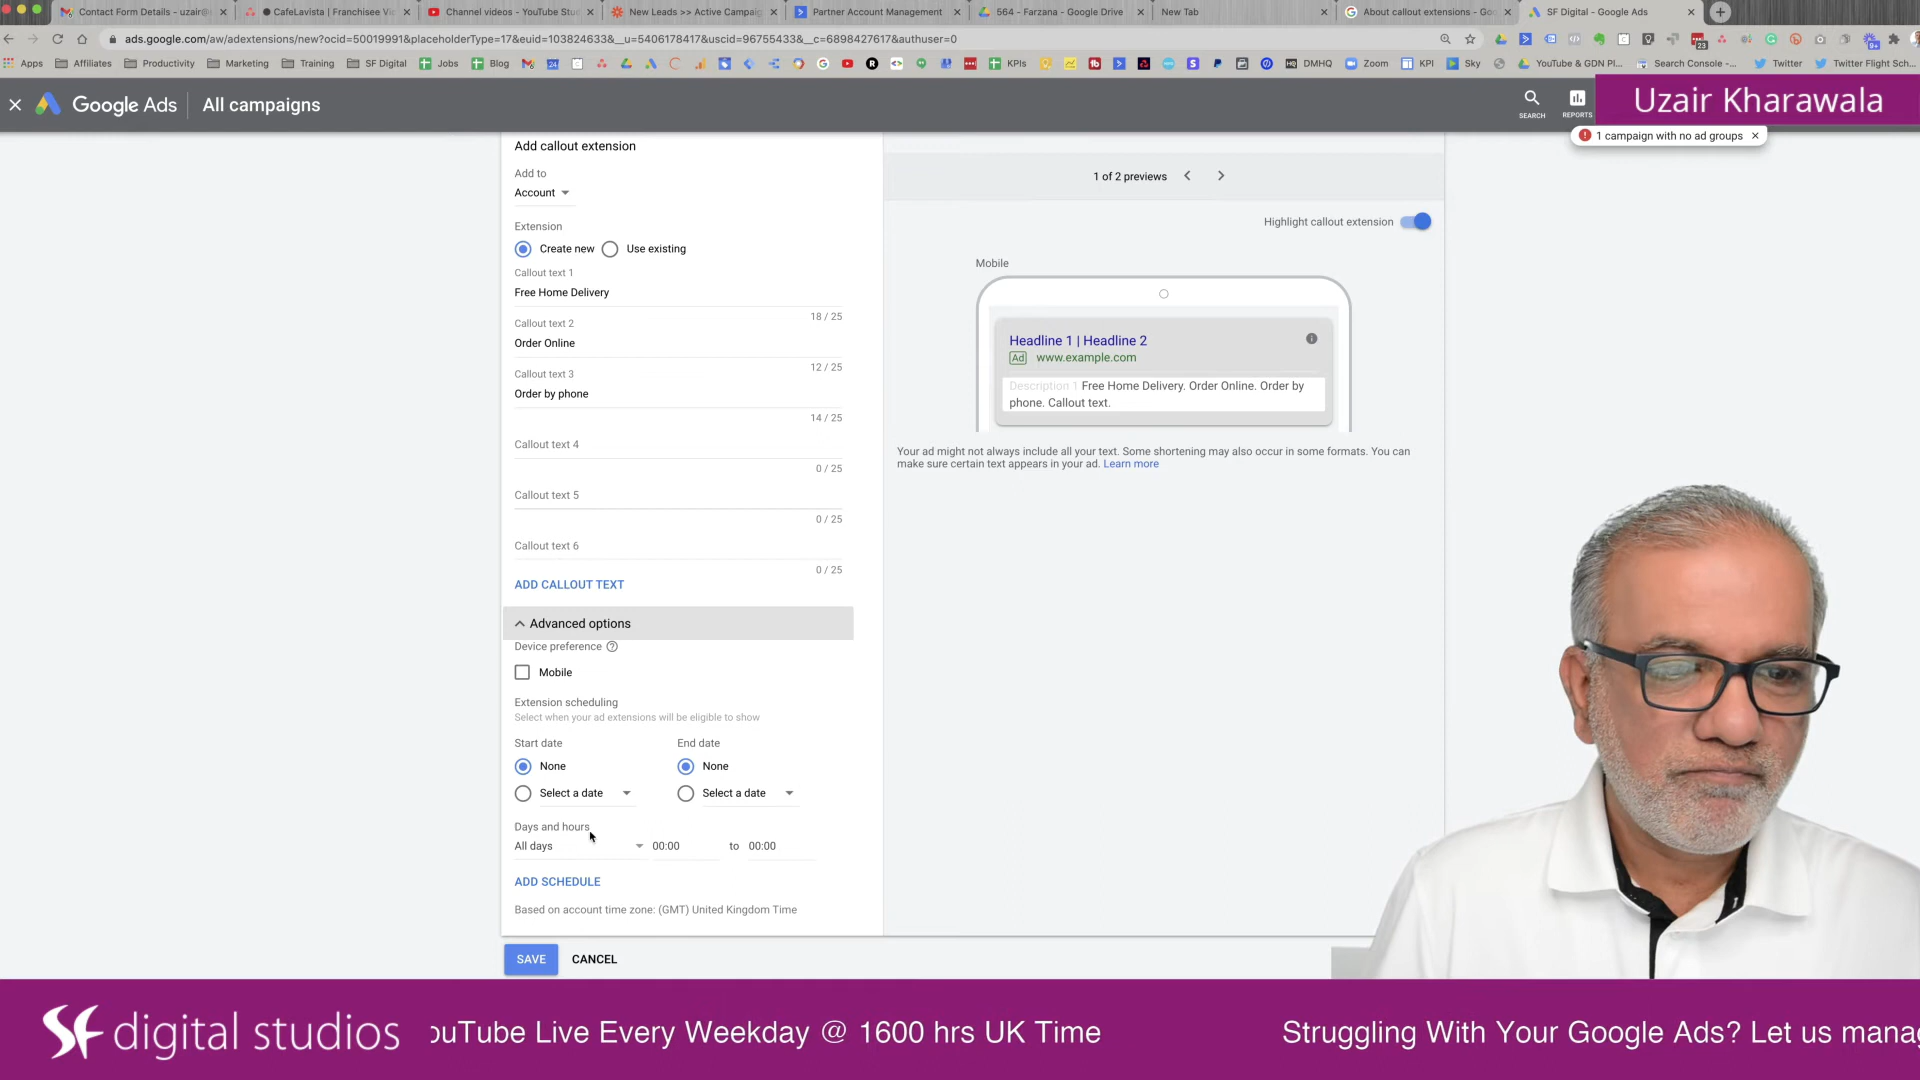 Contact Form Details - uzair@
CafeLavista | Franchisee Vi
Channel videos - YouTube Stu
New Leads >> Active Campaig
Partner Account Management
564 - Farzana - Google Drive
New Tab
About callout extensions - Goo
SF Digital - Google Ads
ads.google.com/aw/adextensions/new?ocid=50019991&placeholderType=17&euid=103824633&__u=5406178417&uscid=96755433&__c=6898427617&authuser=0
Apps
Affiliates
Productivity
Marketing
Training
SF Digital
Jobs
Blog
KPIs
DMHQ
Zoom
KPI
Sky
YouTube & GDN Pl...
Search Console -...
Twitter
Twitter Flight Sch...
Google Ads
All campaigns
SEARCH
REPORTS
Uzair Kharawala
1 campaign with no ad groups
Add callout extension
Add to
Account
Extension
Create new
Use existing
Callout text 1
Free Home Delivery
18 / 25
Callout text 2
Order Online
12 / 25
Callout text 3
Order by phone
14 / 25
Callout text 4
0 / 25
Callout text 5
0 / 25
Callout text 6
0 / 25
ADD CALLOUT TEXT
Advanced options
Device preference
Mobile
Extension scheduling
Select when your ad extensions will be eligible to show
Start date
End date
None
None
Select a date
Select a date
Days and hours
All days
00:00
to
00:00
ADD SCHEDULE
Based on account time zone: (GMT) United Kingdom Time
SAVE
CANCEL
1 of 2 previews
Highlight callout extension
Mobile
Headline 1 | Headline 2
Ad
www.example.com
Description 1 Free Home Delivery. Order Online. Order by
phone. Callout text.
Your ad might not always include all your text. Some shortening may also occur in some formats. You can
make sure certain text appears in your ad. Learn more
SF digital studios
ouTube Live Every Weekday @ 1600 hrs UK Time
Struggling With Your Google Ads? Let us mana